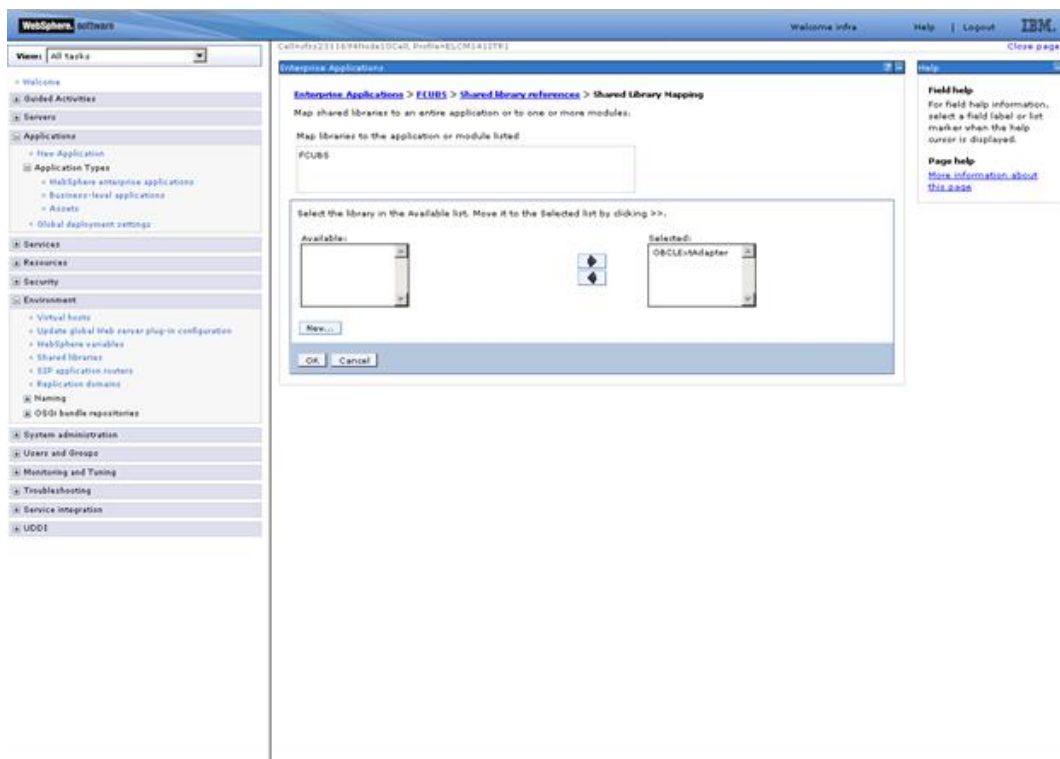 WebSphere. software
Welcome infra
Help | Logout
IBM.
View: All tasks
Close page
Welcome
Guided Activities
Servers
Applications
New Application
Application Types
WebSphere enterprise applications
Business-level applications
Assets
Global deployment settings
Services
Resources
Security
Environment
Virtual hosts
Update global Web server plug-in configuration
WebSphere variables
Shared libraries
SIP application routers
Replication domains
Naming
OSGi bundle repositories
System administration
Users and Groups
Monitoring and Tuning
Troubleshooting
Service integration
UDDI
Enterprise Applications
Enterprise Applications > FCUBS > Shared library references > Shared Library Mapping
Map shared libraries to an entire application or to one or more modules.
Map libraries to the application or module listed
FCUBS
Select the library in the Available list. Move it to the Selected list by clicking >>.
Available:
Selected:
OBCLExtAdapter
New...
OK Cancel
Help
Field help
For field help information,
select a field label or list
marker when the help
cursor is displayed.
Page help
More information about
this page